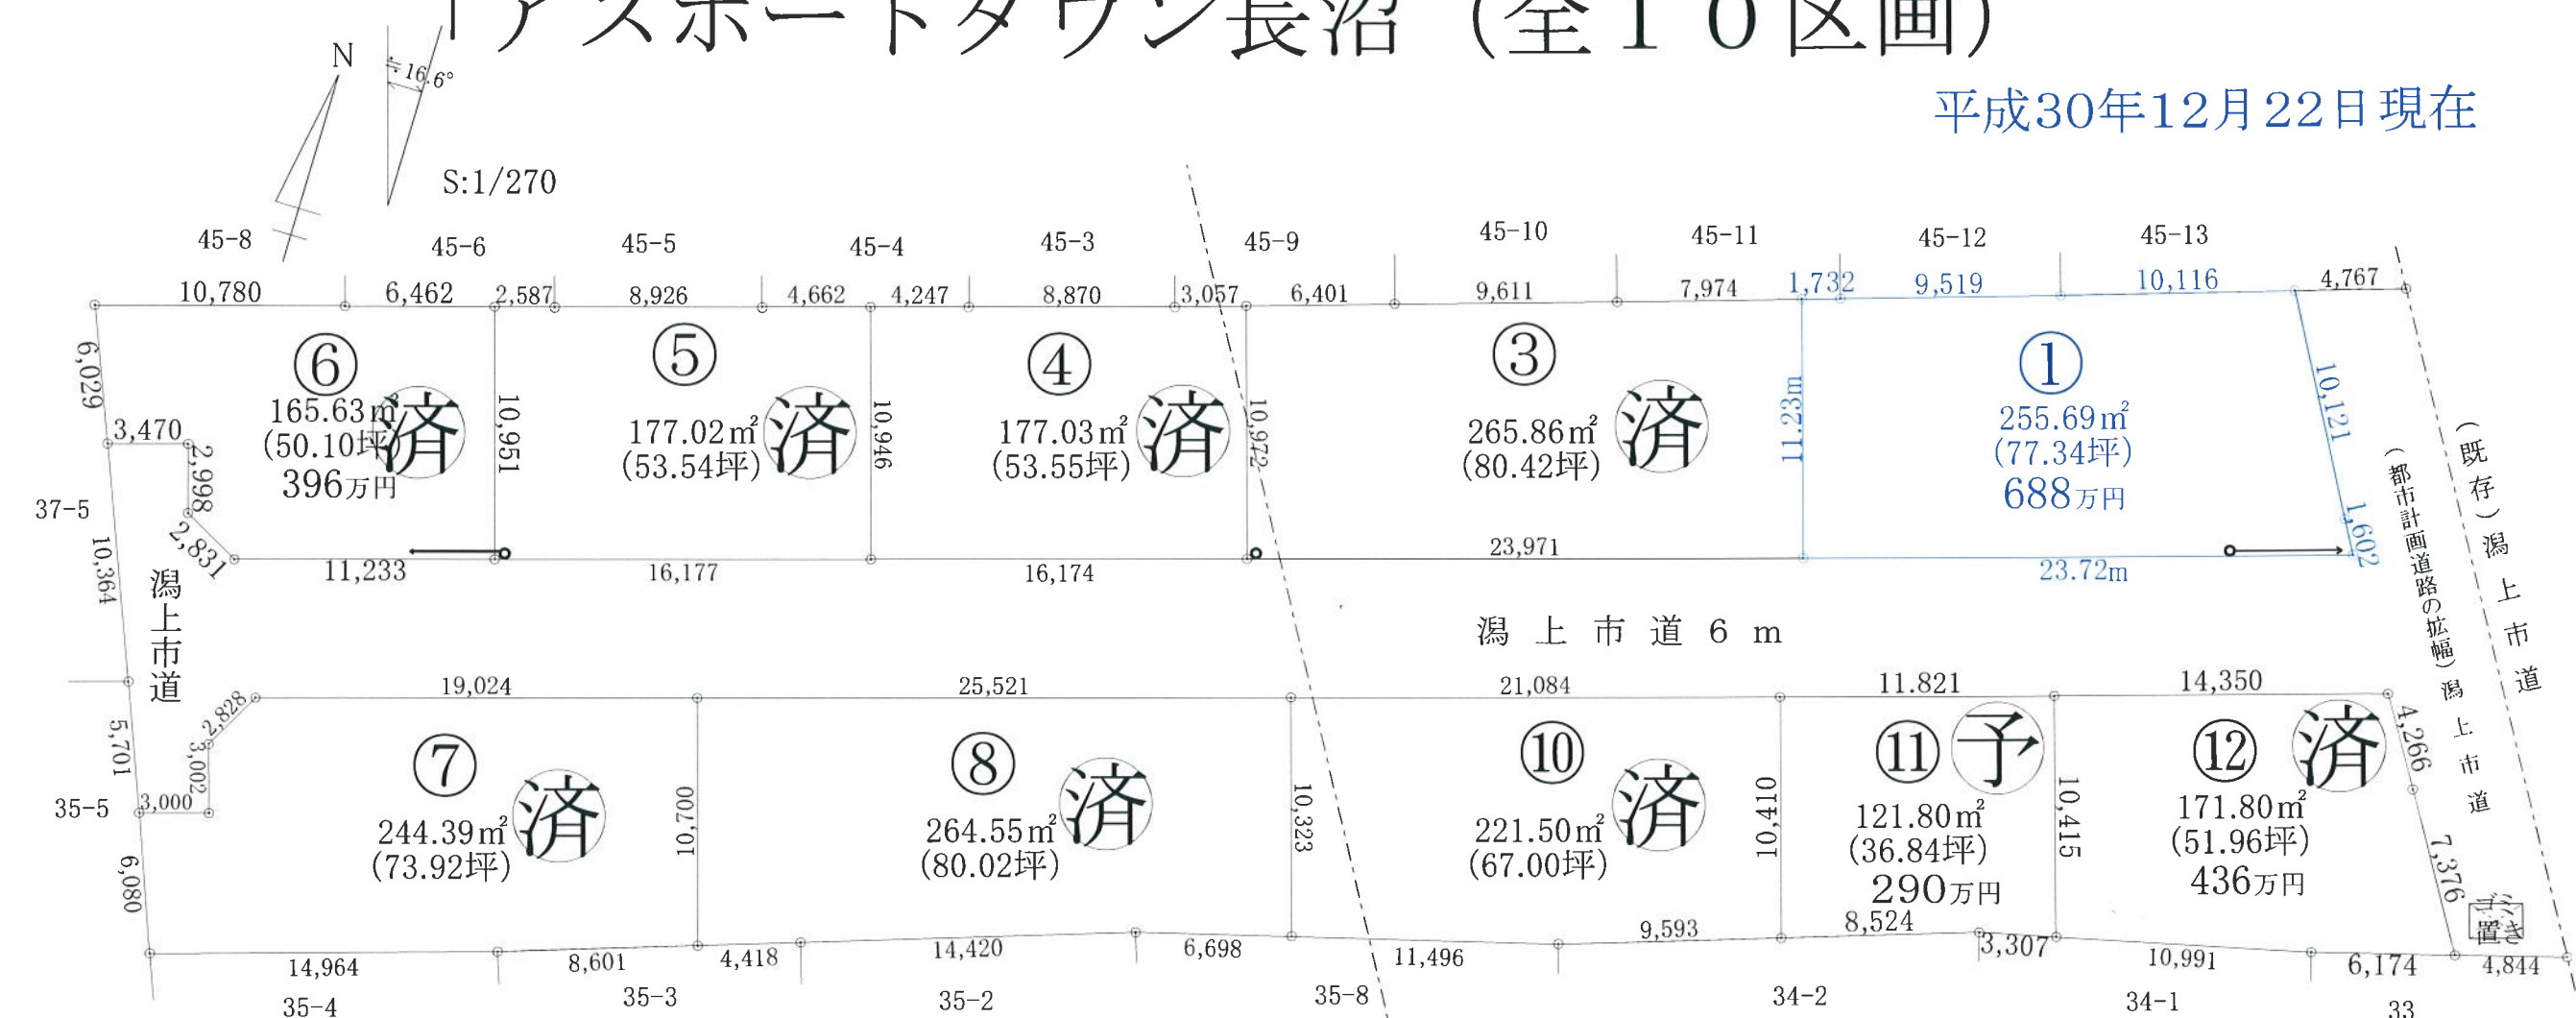 「アスポートタウン長沼（全１０区画）
平成30年12月22日現在
N
≒16.6°
S:1/270
45-8
45-6
45-5
45-4
45-3
45-9
45-10
45-11
45-12
45-13
10,780
6,462
2,587
8,926
4,662
4,247
8,870
3,057
6,401
9,611
7,974
1,732
9,519
10,116
4,767
⑥
165.63㎡
(50.10坪)
396万円
済
⑤
177.02㎡
(53.54坪)
済
④
177.03㎡
(53.55坪)
済
③
265.86㎡
(80.42坪)
済
①
255.69㎡
(77.34坪)
688万円
6,029
3,470
2,998
2,831
10,951
10,946
10,972
11.23m
10,121
1,602
37-5
10,364
11,233
16,177
16,174
23,971
23.72m
潟上市道
潟上市道6m
(都市計画道路の拡幅)潟上市道
(既存)潟上市道
19,024
25,521
21,084
11.821
14,350
2,828
3,002
3,000
5,701
35-5
6,080
⑦
244.39㎡
(73.92坪)
済
10,700
⑧
264.55㎡
(80.02坪)
済
10,323
⑩
221.50㎡
(67.00坪)
済
10,410
⑪
予
121.80㎡
(36.84坪)
290万円
10,415
⑫
済
171.80㎡
(51.96坪)
436万円
4,266
7,376
ゴミ
置き
14,964
8,601
4,418
14,420
6,698
11,496
9,593
8,524
3,307
10,991
6,174
4,844
35-4
35-3
35-2
35-8
34-2
34-1
33